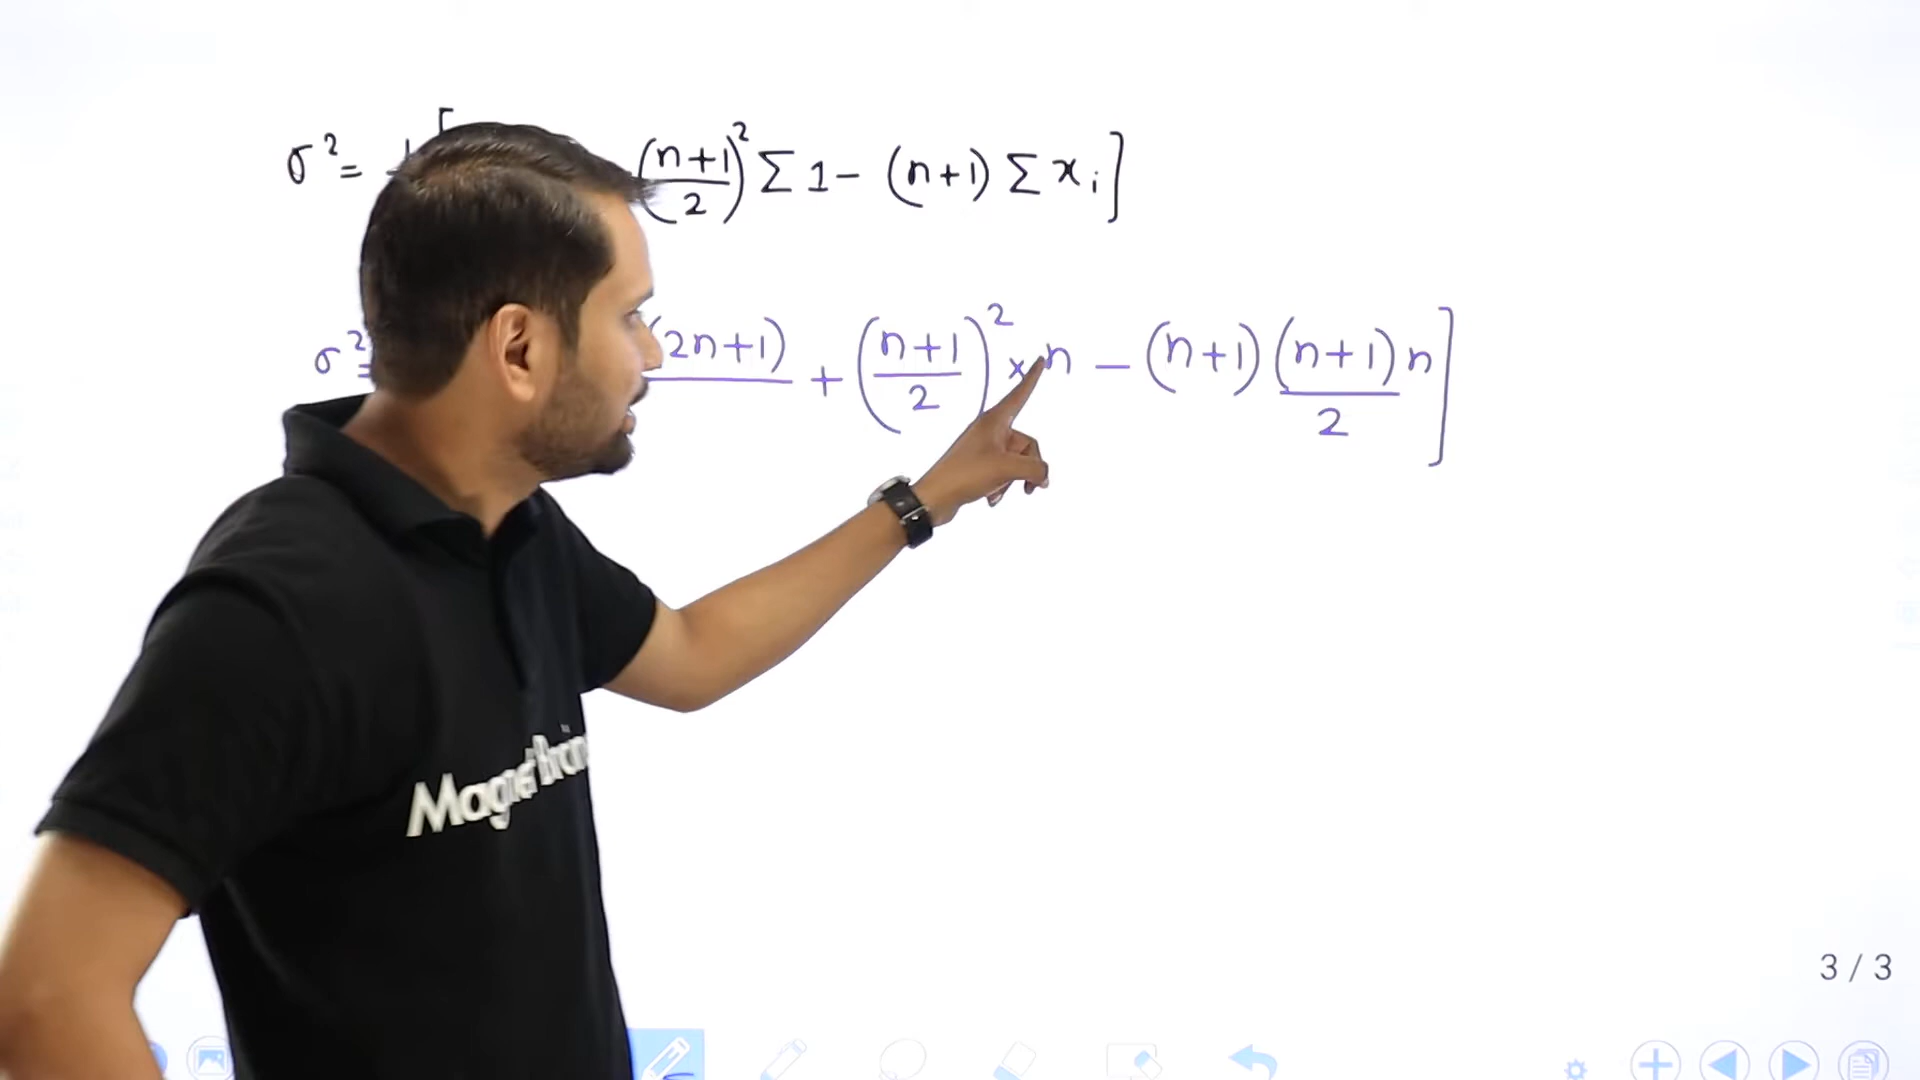 σ² = (n+1/2)² Σ 1 - (n+1) Σ xᵢ]
σ² = (2n+1) + (n+1/2)² × n - (n+1) (n+1)/2 n]
Magnet Brain
3 / 3